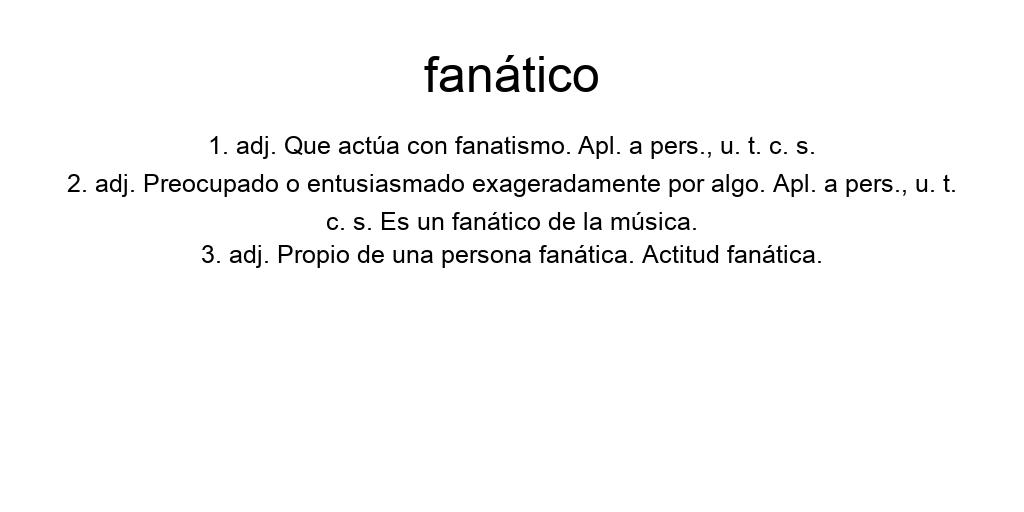 fanático
1. adj. Que actúa con fanatismo. Apl. a pers., u. t. c. s.
2. adj. Preocupado o entusiasmado exageradamente por algo. Apl. a pers., u. t.
c. s. Es un fanático de la música.
3. adj. Propio de una persona fanática. Actitud fanática.